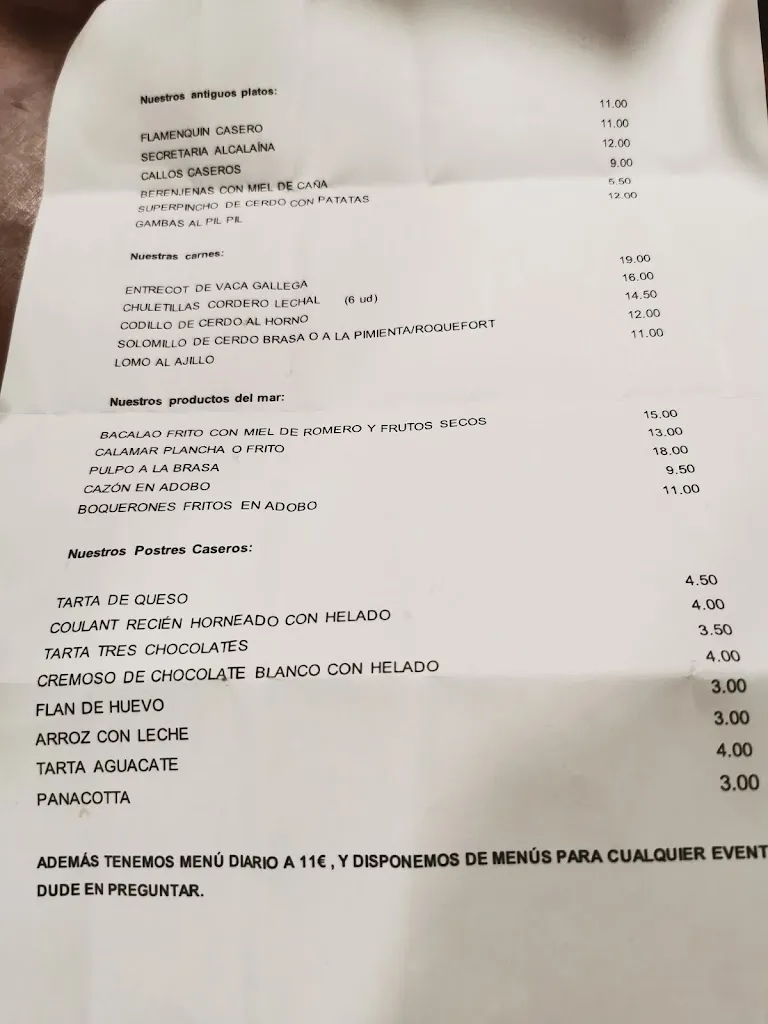 Nuestros antiguos platos:
FLAMENQUIN CASERO 11.00
SECRETARIA ALCALAÍNA 11.00
CALLOS CASEROS 12.00
BERENJENAS CON MIEL DE CAÑA 9.00
SUPERPINCHO DE CERDO CON PATATAS 5.50
GAMBAS AL PIL PIL 12.00
Nuestras carnes:
ENTRECOT DE VACA GALLEGA 19.00
CHULETILLAS CORDERO LECHAL (6 ud) 16.00
CODILLO DE CERDO AL HORNO 14.50
SOLOMILLO DE CERDO BRASA O A LA PIMIENTA/ROQUEFORT 12.00
LOMO AL AJILLO 11.00
Nuestros productos del mar:
BACALAO FRITO CON MIEL DE ROMERO Y FRUTOS SECOS 15.00
CALAMAR PLANCHA O FRITO 13.00
PULPO A LA BRASA 18.00
CAZÓN EN ADOBO 9.50
BOQUERONES FRITOS EN ADOBO 11.00
Nuestros Postres Caseros:
TARTA DE QUESO 4.50
COULANT RECIÉN HORNEADO CON HELADO 4.00
TARTA TRES CHOCOLATES 3.50
CREMOSO DE CHOCOLATE BLANCO CON HELADO 4.00
FLAN DE HUEVO 3.00
ARROZ CON LECHE 3.00
TARTA AGUACATE 4.00
PANACOTTA 3.00
ADEMÁS TENEMOS MENÚ DIARIO A 11€ , Y DISPONEMOS DE MENÚS PARA CUALQUIER EVENT
DUDE EN PREGUNTAR.